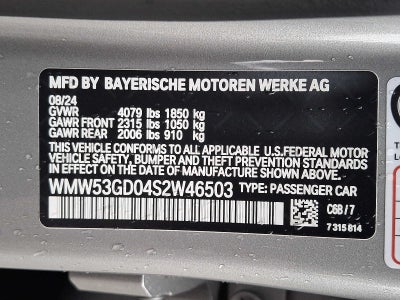 MFD BY BAYERISCHE MOTOREN WERKE AG
08/24
GVWR 4079 lbs 1850 kg
GAWR FRONT 2315 lbs 1050 kg
GAWR REAR 2006 lbs 910 kg
THIS VEHICLE CONFORMS TO ALL APPLICABLE U.S.FEDERAL MOTOR
VEHICLE SAFETY, BUMPER, AND THEFT PREVENTION STANDARDS
IN EFFECT ON THE DATE OF MANUFACTURE SHOWN ABOVE.
WMW53GD04S2W46503 TYPE: PASSENGER CAR
C6B / 7
7 315 814